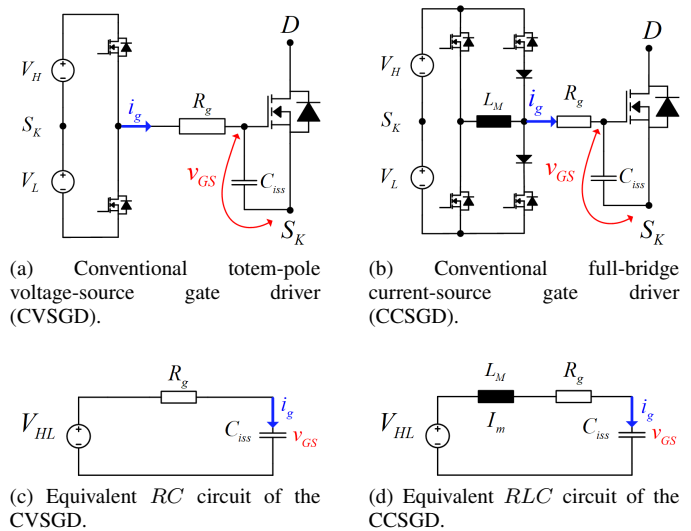 D
V_H
R_g
i_g
S_K
V_L
v_GS
C_iss
S_K
(a) Conventional totem-pole
voltage-source gate driver
(CVSGD).
D
V_H
L_M
i_g
R_g
S_K
V_L
v_GS
C_iss
S_K
(b) Conventional full-bridge
current-source gate driver
(CCSGD).
R_g
V_HL
i_g
C_iss
v_GS
(c) Equivalent RC circuit of the
CVSGD.
L_M
R_g
V_HL
I_m
i_g
C_iss
v_GS
(d) Equivalent RLC circuit of the
CCSGD.